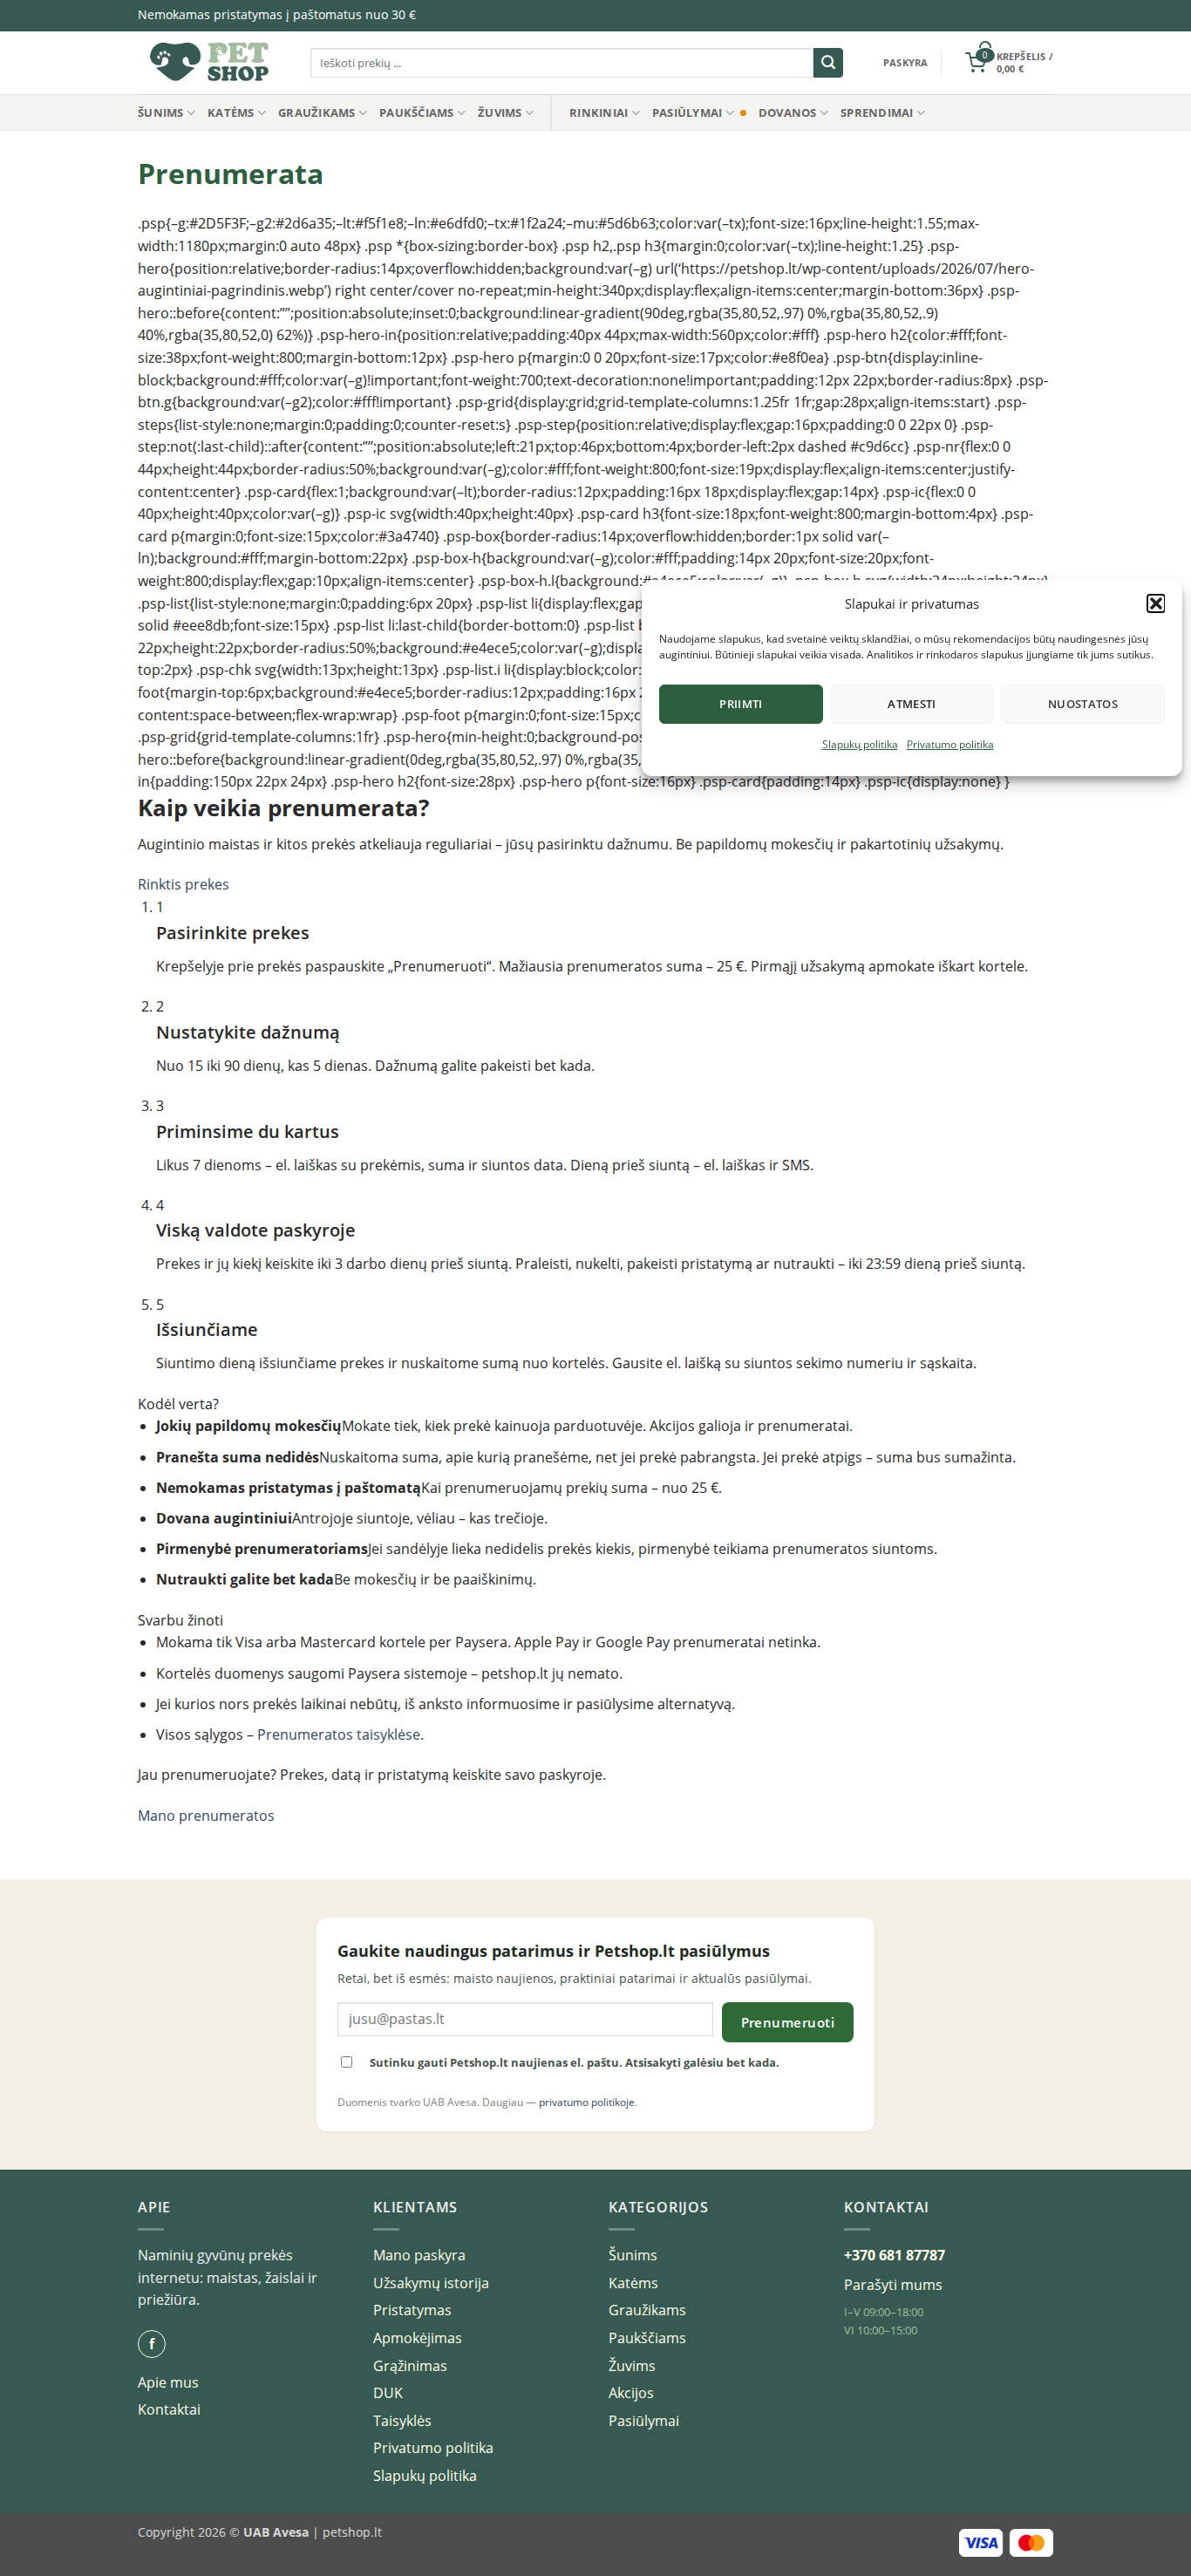 Nemokamas pristatymas į paštomatus nuo 30 €
PET
SHOP
Ieškoti prekių ...
PASKYRA
0
KREPŠELIS /
0,00 €
ŠUNIMS
KATĖMS
GRAUŽIKAMS
PAUKŠČIAMS
ŽUVIMS
RINKINIAI
PASIŪLYMAI
DOVANOS
SPRENDIMAI
Prenumerata
.psp{–g:#2D5F3F;–g2:#2d6a35;–lt:#f5f1e8;–ln:#e6dfd0;–tx:#1f2a24;–mu:#5d6b63;color:var(–tx);font-size:16px;line-height:1.55;max-
width:1180px;margin:0 auto 48px} .psp *{box-sizing:border-box} .psp h2,.psp h3{margin:0;color:var(–tx);line-height:1.25} .psp-
hero{position:relative;border-radius:14px;overflow:hidden;background:var(–g) url(‘https://petshop.lt/wp-content/uploads/2026/07/hero-
augintiniai-pagrindinis.webp’) right center/cover no-repeat;min-height:340px;display:flex;align-items:center;margin-bottom:36px} .psp-
hero::before{content:””;position:absolute;inset:0;background:linear-gradient(90deg,rgba(35,80,52,.97) 0%,rgba(35,80,52,.9)
40%,rgba(35,80,52,0) 62%)} .psp-hero-in{position:relative;padding:40px 44px;max-width:560px;color:#fff} .psp-hero h2{color:#fff;font-
size:38px;font-weight:800;margin-bottom:12px} .psp-hero p{margin:0 0 20px;font-size:17px;color:#e8f0ea} .psp-btn{display:inline-
block;background:#fff;color:var(–g)!important;font-weight:700;text-decoration:none!important;padding:12px 22px;border-radius:8px} .psp-
btn.g{background:var(–g2);color:#fff!important} .psp-grid{display:grid;grid-template-columns:1.25fr 1fr;gap:28px;align-items:start} .psp-
steps{list-style:none;margin:0;padding:0;counter-reset:s} .psp-step{position:relative;display:flex;gap:16px;padding:0 0 22px 0} .psp-
step:not(:last-child)::after{content:””;position:absolute;left:21px;top:46px;bottom:4px;border-left:2px dashed #c9d6cc} .psp-nr{flex:0 0
44px;height:44px;border-radius:50%;background:var(–g);color:#fff;font-weight:800;font-size:19px;display:flex;align-items:center;justify-
content:center} .psp-card{flex:1;background:var(–lt);border-radius:12px;padding:16px 18px;display:flex;gap:14px} .psp-ic{flex:0 0
40px;height:40px;color:var(–g)} .psp-ic svg{width:40px;height:40px} .psp-card h3{font-size:18px;font-weight:800;margin-bottom:4px} .psp-
card p{margin:0;font-size:15px;color:#3a4740} .psp-box{border-radius:14px;overflow:hidden;border:1px solid var(–
ln);background:#fff;margin-bottom:22px} .psp-box-h{background:var(–g);color:#fff;padding:14px 20px;font-size:20px;font-
weight:800;display:flex;gap:10px;align-items:center} .psp-box-h.l{background:#e4ece5;color:var(–g)} .psp-box-h svg{width:24px;height:24px}
.psp-list{list-style:none;margin:0;padding:6px 20px} .psp-list li{display:flex;gap
solid #eee8db;font-size:15px} .psp-list li:last-child{border-bottom:0} .psp-list
22px;height:22px;border-radius:50%;background:#e4ece5;color:var(–g);displa
top:2px} .psp-chk svg{width:13px;height:13px} .psp-list.i li{display:block;color:
foot{margin-top:6px;background:#e4ece5;border-radius:12px;padding:16px
content:space-between;flex-wrap:wrap} .psp-foot p{margin:0;font-size:15px;c
.psp-grid{grid-template-columns:1fr} .psp-hero{min-height:0;background-pos
hero::before{background:linear-gradient(0deg,rgba(35,80,52,.97) 0%,rgba(35,
in{padding:150px 22px 24px} .psp-hero h2{font-size:28px} .psp-hero p{font-size:16px} .psp-card{padding:14px} .psp-ic{display:none} }
Slapukai ir privatumas
Naudojame slapukus, kad svetainė veiktų sklandžiai, o mūsų rekomendacijos būtų naudingesnės jūsų
augintiniui. Būtinieji slapukai veikia visada. Analitikos ir rinkodaros slapukus įjungiame tik jums sutikus.
PRIIMTI
ATMESTI
NUOSTATOS
Slapukų politika
Privatumo politika
Kaip veikia prenumerata?
Augintinio maistas ir kitos prekės atkeliauja reguliariai – jūsų pasirinktu dažnumu. Be papildomų mokesčių ir pakartotinių užsakymų.
Rinktis prekes
1. 1
Pasirinkite prekes
Krepšelyje prie prekės paspauskite „Prenumeruoti“. Mažiausia prenumeratos suma – 25 €. Pirmąjį užsakymą apmokate iškart kortele.
2. 2
Nustatykite dažnumą
Nuo 15 iki 90 dienų, kas 5 dienas. Dažnumą galite pakeisti bet kada.
3. 3
Priminsime du kartus
Likus 7 dienoms – el. laiškas su prekėmis, suma ir siuntos data. Dieną prieš siuntą – el. laiškas ir SMS.
4. 4
Viską valdote paskyroje
Prekes ir jų kiekį keiskite iki 3 darbo dienų prieš siuntą. Praleisti, nukelti, pakeisti pristatymą ar nutraukti – iki 23:59 dieną prieš siuntą.
5. 5
Išsiunčiame
Siuntimo dieną išsiunčiame prekes ir nuskaitome sumą nuo kortelės. Gausite el. laišką su siuntos sekimo numeriu ir sąskaita.
Kodėl verta?
Jokių papildomų mokesčiųMokate tiek, kiek prekė kainuoja parduotuvėje. Akcijos galioja ir prenumeratai.
Pranešta suma nedidėsNuskaitoma suma, apie kurią pranešėme, net jei prekė pabrangsta. Jei prekė atpigs – suma bus sumažinta.
Nemokamas pristatymas į paštomatąKai prenumeruojamų prekių suma – nuo 25 €.
Dovana augintiniuiAntrojoje siuntoje, vėliau – kas trečioje.
Pirmenybė prenumeratoriamsJei sandėlyje lieka nedidelis prekės kiekis, pirmenybė teikiama prenumeratos siuntoms.
Nutraukti galite bet kadaBe mokesčių ir be paaiškinimų.
Svarbu žinoti
Mokama tik Visa arba Mastercard kortele per Paysera. Apple Pay ir Google Pay prenumeratai netinka.
Kortelės duomenys saugomi Paysera sistemoje – petshop.lt jų nemato.
Jei kurios nors prekės laikinai nebūtų, iš anksto informuosime ir pasiūlysime alternatyvą.
Visos sąlygos – Prenumeratos taisyklėse.
Jau prenumeruojate? Prekes, datą ir pristatymą keiskite savo paskyroje.
Mano prenumeratos
Gaukite naudingus patarimus ir Petshop.lt pasiūlymus
Retai, bet iš esmės: maisto naujienos, praktiniai patarimai ir aktualūs pasiūlymai.
jusu@pastas.lt
Prenumeruoti
Sutinku gauti Petshop.lt naujienas el. paštu. Atsisakyti galėsiu bet kada.
Duomenis tvarko UAB Avesa. Daugiau — privatumo politikoje.
APIE
Naminių gyvūnų prekės
internetu: maistas, žaislai ir
priežiūra.
f
Apie mus
Kontaktai
KLIENTAMS
Mano paskyra
Užsakymų istorija
Pristatymas
Apmokėjimas
Grąžinimas
DUK
Taisyklės
Privatumo politika
Slapukų politika
KATEGORIJOS
Šunims
Katėms
Graužikams
Paukščiams
Žuvims
Akcijos
Pasiūlymai
KONTAKTAI
+370 681 87787
Parašyti mums
I–V 09:00–18:00
VI 10:00–15:00
Copyright 2026 © UAB Avesa | petshop.lt
VISA